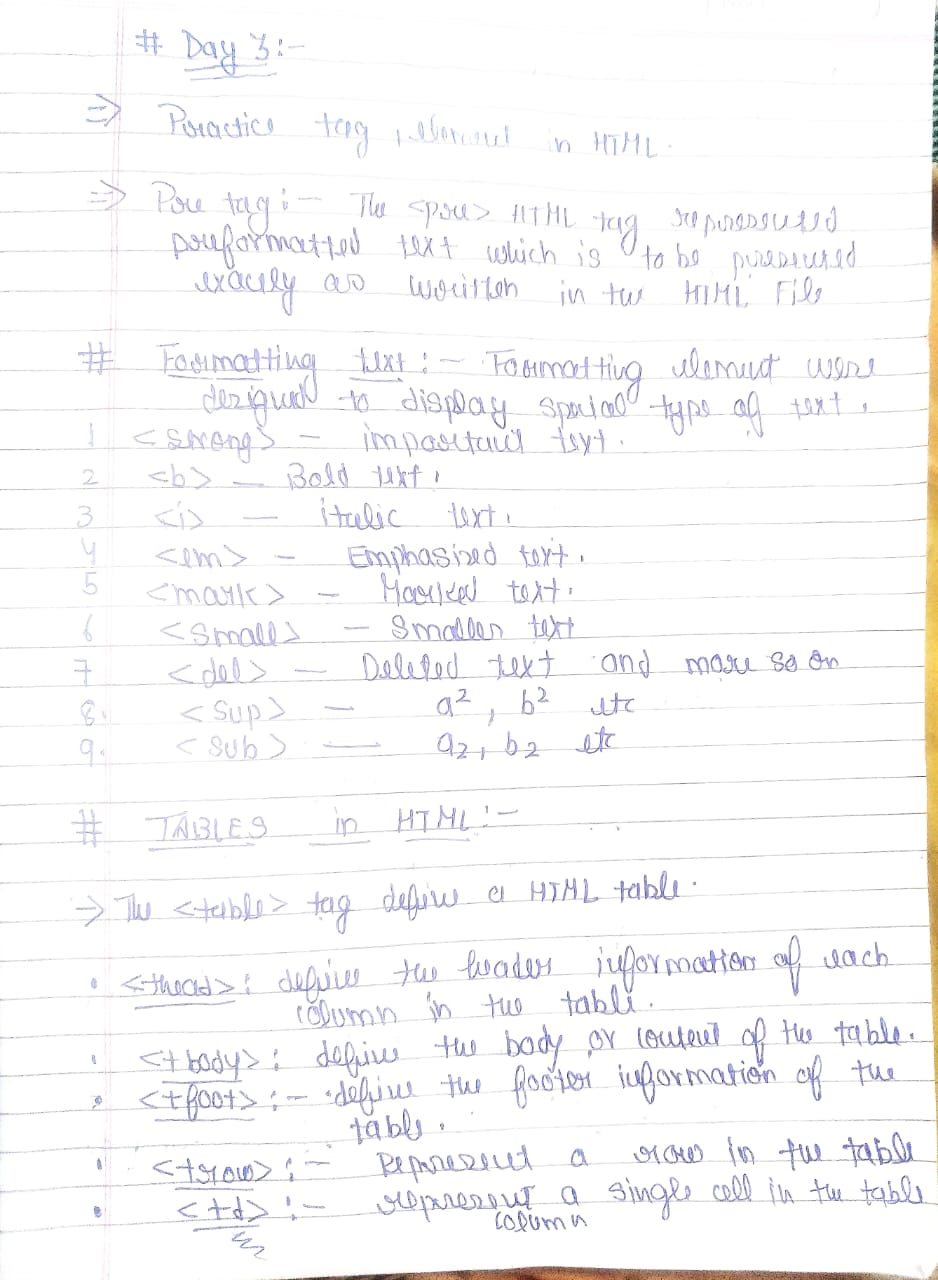 # Day 3:-
⇒ Practice tag, element in HTML.
⇒ Pre tag:- The <pre> HTML tag represented
preformatted text which is to be presented
exactly as written in the HTML File
# Formatting text:- Formatting element were
designed to display special type of text.
1 <strong> - important text.
2 <b> - Bold text.
3 <i> - italic text.
4 <em> - Emphasized text.
5 <mark> - Marked text.
6 <small> - Smaller text
7 <del> - Deleted text and more so on
8. <sup> - a², b² etc
9. <sub> - a₂, b₂ etc
# TABLES in HTML:-
→ The <table> tag define a HTML table.
• <thead>: define the header information of each
column in the table.
• <tbody>: define the body or content of the table.
• <tfoot>:- define the footer information of the
table.
• <trow>:- Represent a row in the table
• <td>:- represent a single cell in the table
column